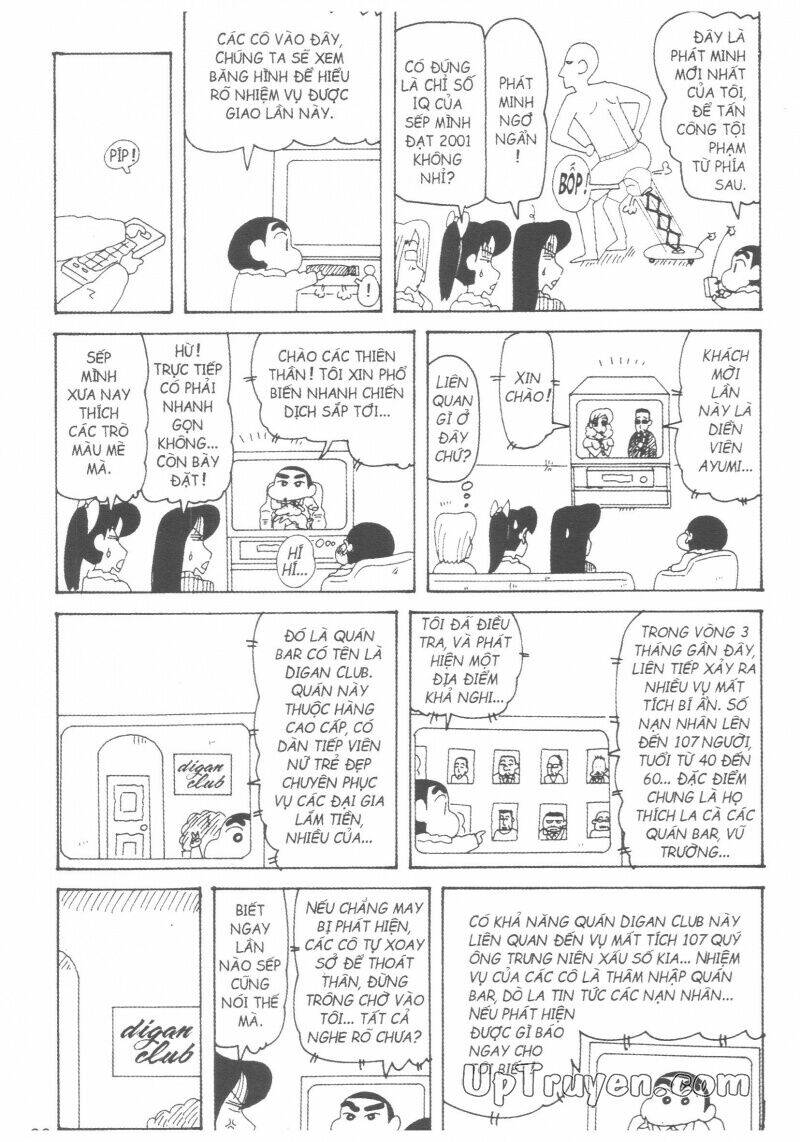 ĐÂY LÀ
PHÁT MINH
MỚI NHẤT
CỦA TÔI,
ĐỂ TẤN
CÔNG TỘI
PHẠM
TỪ PHÍA
SAU.
BỐP!
PHÁT
MINH
NGỚ
NGẨN
!
CÓ ĐÚNG
LÀ CHỈ SỐ
IQ CỦA
SẾP MÌNH
ĐẠT 2001
KHÔNG
NHỈ?
CÁC CÔ VÀO ĐÂY,
CHÚNG TA SẼ XEM
BĂNG HÌNH ĐỂ HIỂU
RÕ NHIỆM VỤ ĐƯỢC
GIAO LẦN NÀY.
!
PÍP!
KHÁCH
MỜI
LẦN
NÀY LÀ
DIỄN
VIÊN
AYUMI...
XIN
CHÀO!
LIÊN
QUAN
GÌ Ở
ĐÂY
CHỨ?
CHÀO CÁC THIÊN
THẦN! TÔI XIN PHỔ
BIẾN NHANH CHIẾN
DỊCH SẮP TỚI...
HÍ
HÍ...
HỪ!
TRỰC TIẾP
CÓ PHẢI
NHANH
GỌN
KHÔNG...
CÒN BÀY
ĐẶT!
SẾP
MÌNH
XƯA NAY
THÍCH
CÁC TRÒ
MÀU MÈ
MÀ.
TRONG VÒNG 3
THÁNG GẦN ĐÂY,
LIÊN TIẾP XẢY RA
NHIỀU VỤ MẤT
TÍCH BÍ ẨN. SỐ
NẠN NHÂN LÊN
ĐẾN 107 NGƯỜI,
TUỔI TỪ 40 ĐẾN
60... ĐẶC ĐIỂM
CHUNG LÀ HỌ
THÍCH LA CÀ CÁC
QUÁN BAR, VŨ
TRƯỜNG...
TÔI ĐÃ ĐIỀU
TRA, VÀ PHÁT
HIỆN MỘT
ĐỊA ĐIỂM
KHẢ NGHI...
ĐÓ LÀ QUÁN
BAR CÓ TÊN LÀ
DIGAN CLUB.
QUÁN NÀY
THUỘC HÀNG
CAO CẤP, CÓ
DÀN TIẾP VIÊN
NỮ TRẺ ĐẸP
CHUYÊN PHỤC
VỤ CÁC ĐẠI GIA
LẮM TIỀN,
NHIỀU CỦA...
digan
club
CÓ KHẢ NĂNG QUÁN DIGAN CLUB NÀY
LIÊN QUAN ĐẾN VỤ MẤT TÍCH 107 QUÝ
ÔNG TRUNG NIÊN XẤU SỐ KIA... NHIỆM
VỤ CỦA CÁC CÔ LÀ THÂM NHẬP QUÁN
BAR, DÒ LA TIN TỨC CÁC NẠN NHÂN...
NẾU PHÁT HIỆN
ĐƯỢC GÌ BÁO
NGAY CHO
TÔI BIẾT
NẾU CHẲNG MAY
BỊ PHÁT HIỆN,
CÁC CÔ TỰ XOAY
SỞ ĐỂ THOÁT
THÂN, ĐỪNG
TRÔNG CHỜ VÀO
TÔI... TẤT CẢ
NGHE RÕ CHƯA?
BIẾT
NGAY
LẦN
NÀO SẾP
CŨNG
NÓI THẾ
MÀ.
digan
club
UpTruyen.com